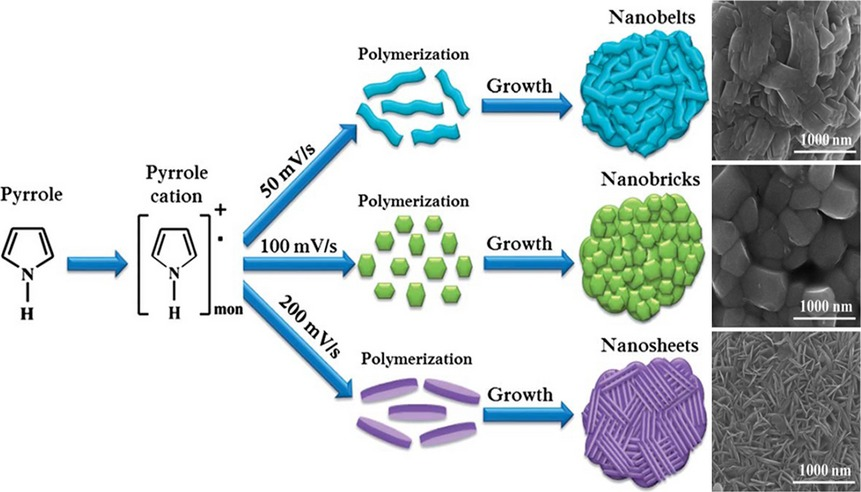 Nanobelts
Polymerization
Growth
1000 nm
50 mV/s
Pyrrole
Pyrrole
cation
+
.
N
H
N
H
mon
100 mV/s
Polymerization
Growth
Nanobricks
1000 nm
200 mV/s
Polymerization
Growth
Nanosheets
1000 nm